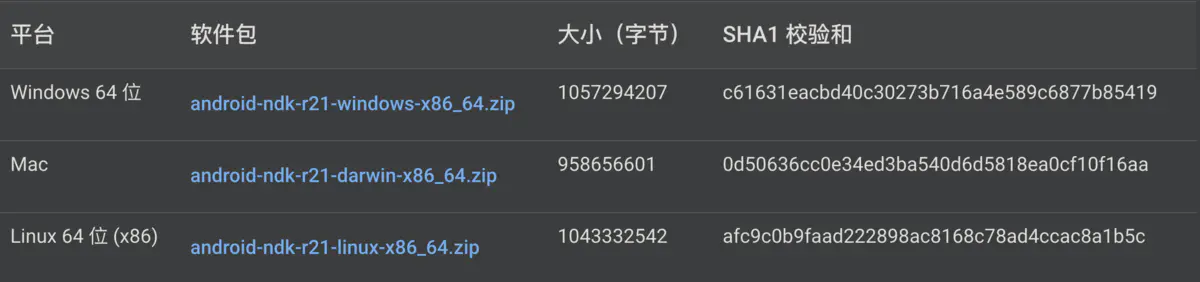 平台 软件包 大小（字节） SHA1 校验和
Windows 64 位 android-ndk-r21-windows-x86_64.zip 1057294207 c61631eacbd40c30273b716a4e589c6877b85419
Mac android-ndk-r21-darwin-x86_64.zip 958656601 0d50636cc0e34ed3ba540d6d5818ea0cf10f16aa
Linux 64 位 (x86) android-ndk-r21-linux-x86_64.zip 1043332542 afc9c0b9faad222898ac8168c78ad4ccac8a1b5c